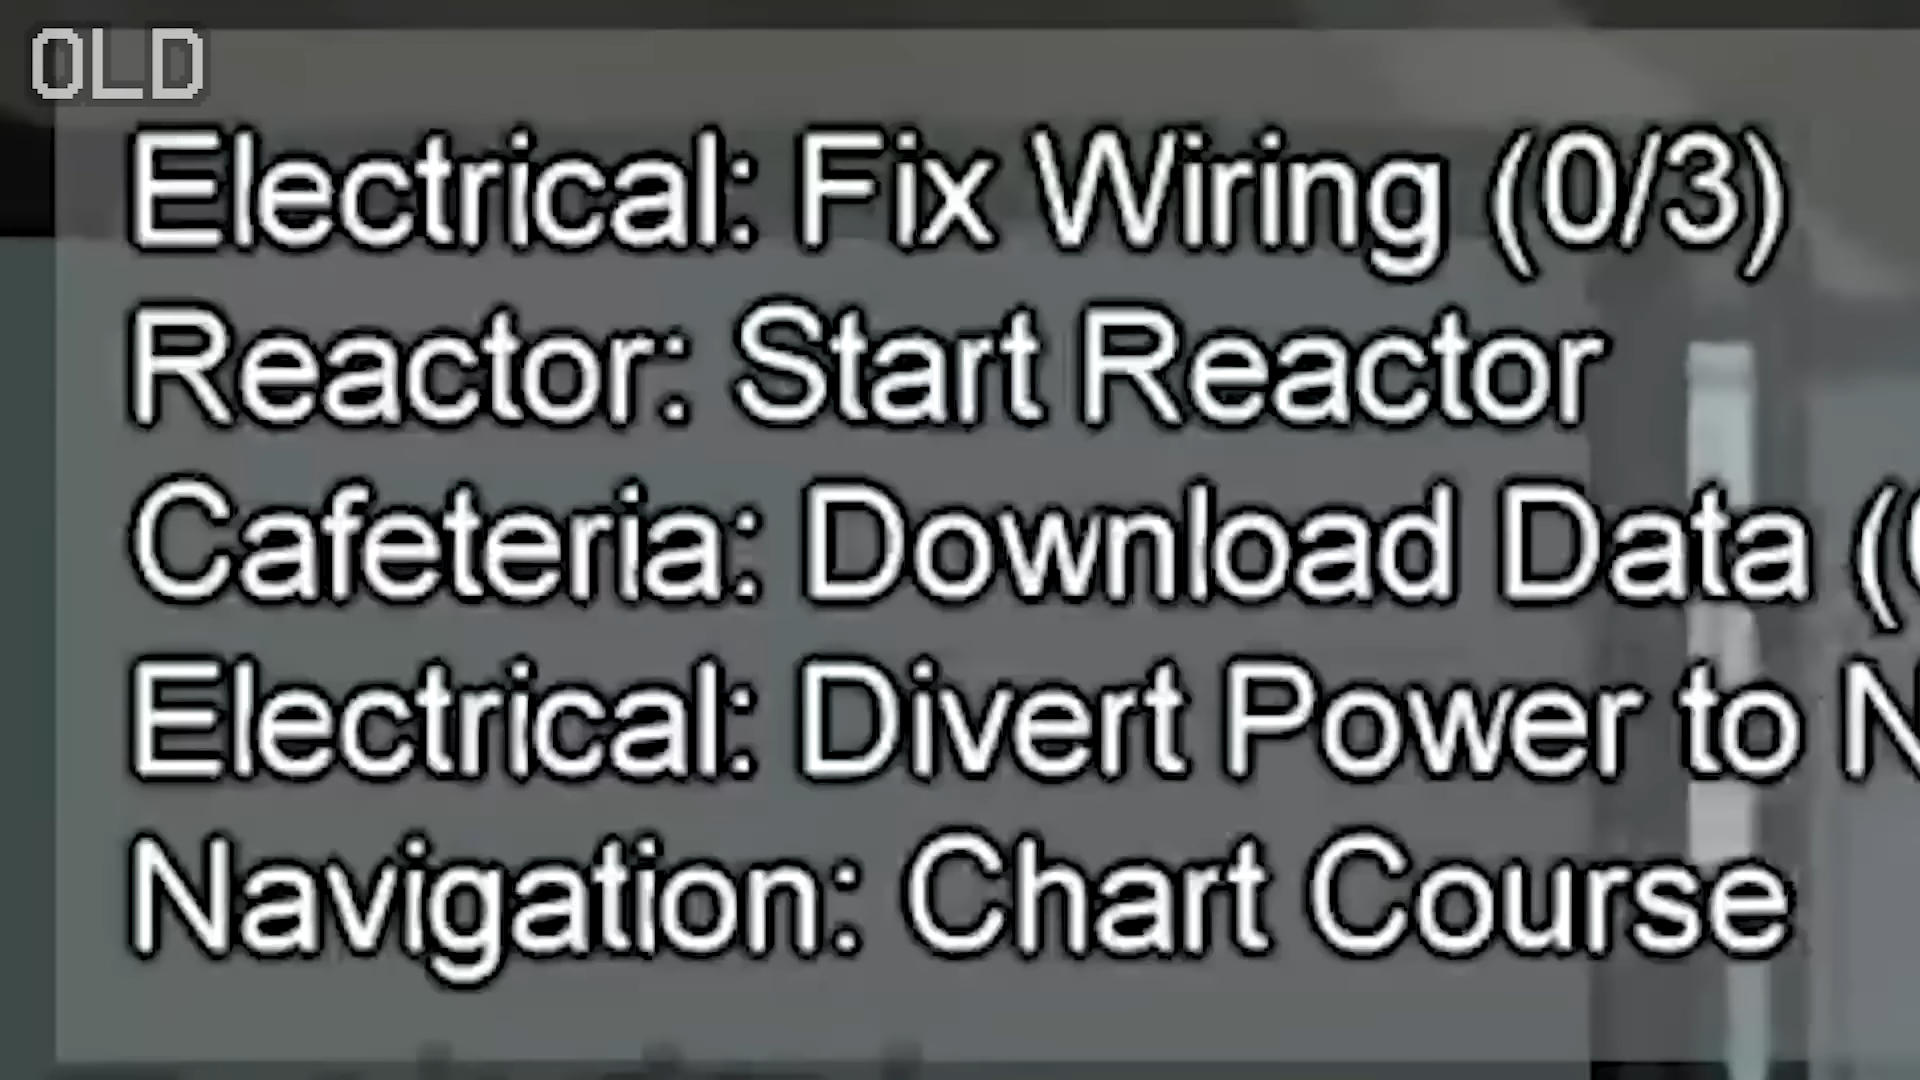 OLD
Electrical: Fix Wiring (0/3)
Reactor: Start Reactor
Cafeteria: Download Data (
Electrical: Divert Power to N
Navigation: Chart Course